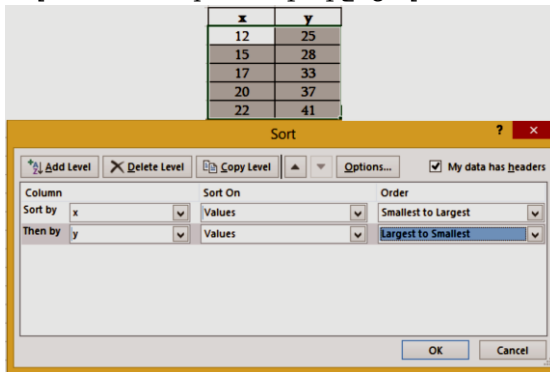 x y
12 25
15 28
17 33
20 37
22 41
Sort ? ×
Add Level Delete Level Copy Level Options... My data has headers
Column Sort On Order
Sort by x Values Smallest to Largest
Then by y Values Largest to Smallest
OK Cancel